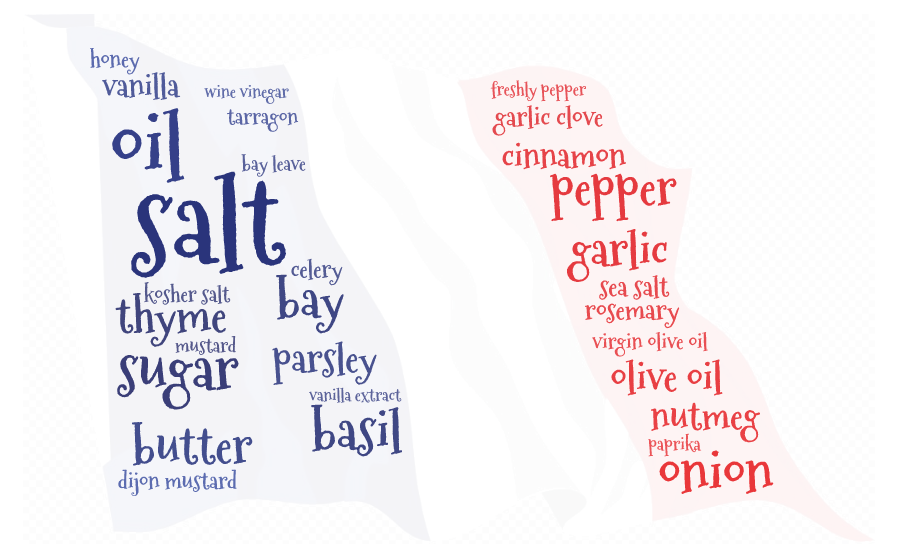 honey
vanilla
wine vinegar
tarragon
oil
bay leave
salt
celery
kosher salt
bay
thyme
mustard
sugar
parsley
vanilla extract
basil
butter
dijon mustard
freshly pepper
garlic clove
cinnamon
pepper
garlic
sea salt
rosemary
virgin olive oil
olive oil
nutmeg
paprika
onion